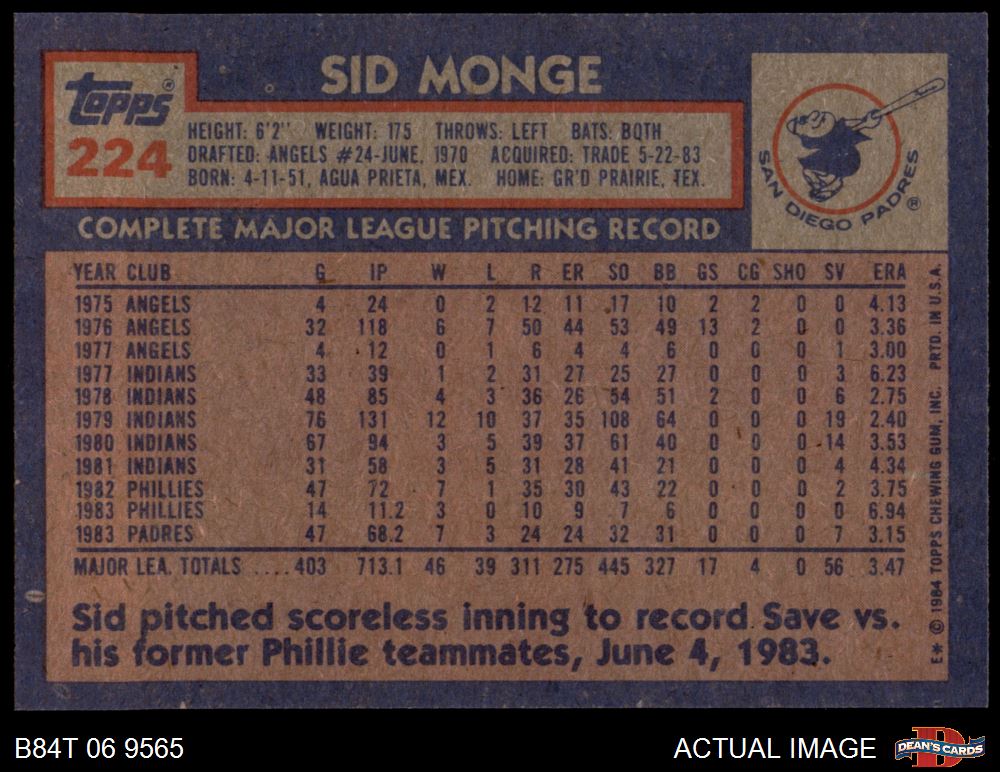 SID MONGE
TOPPS®
224
HEIGHT: 6'2" WEIGHT: 175 THROWS: LEFT BATS: BOTH
DRAFTED: ANGELS #24-JUNE, 1970 ACQUIRED: TRADE 5-22-83
BORN: 4-11-51, AGUA PRIETA, MEX. HOME: GR'D PRAIRIE, TEX.
SAN DIEGO PADRES®
COMPLETE MAJOR LEAGUE PITCHING RECORD
YEAR CLUB G IP W L R ER SO BB GS CG SHO SV ERA
1975 ANGELS 4 24 0 2 12 11 17 10 2 2 0 0 4.13
1976 ANGELS 32 118 6 7 50 44 53 49 13 2 0 0 3.36
1977 ANGELS 4 12 0 1 6 4 4 6 0 0 0 1 3.00
1977 INDIANS 33 39 1 2 31 27 25 27 0 0 0 3 6.23
1978 INDIANS 48 85 4 3 36 26 54 51 2 0 0 6 2.75
1979 INDIANS 76 131 12 10 37 35 108 64 0 0 0 19 2.40
1980 INDIANS 67 94 3 5 39 37 61 40 0 0 0 14 3.53
1981 INDIANS 31 58 3 5 31 28 41 21 0 0 0 4 4.34
1982 PHILLIES 47 72 7 1 35 30 43 22 0 0 0 2 3.75
1983 PHILLIES 14 11.2 3 0 10 9 7 6 0 0 0 0 6.94
1983 PADRES 47 68.2 7 3 24 24 32 31 0 0 0 7 3.15
MAJOR LEA. TOTALS ....403 713.1 46 39 311 275 445 327 17 4 0 56 3.47
Sid pitched scoreless inning to record Save vs.
his former Phillie teammates, June 4, 1983.
E* © 1984 TOPPS CHEWING GUM, INC. PRTD. IN U.S.A.
B84T 06 9565
ACTUAL IMAGE
D
DEAN'S CARDS